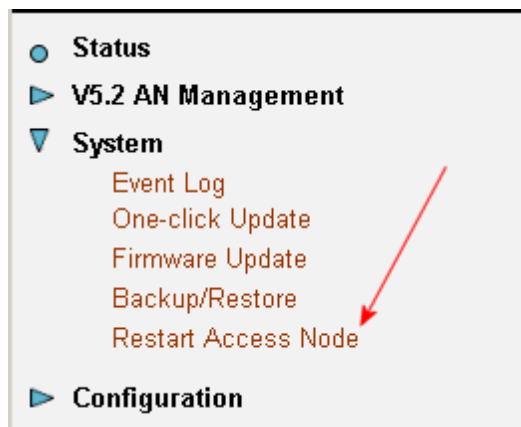 Status
V5.2 AN Management
System
Event Log
One-click Update
Firmware Update
Backup/Restore
Restart Access Node
Configuration